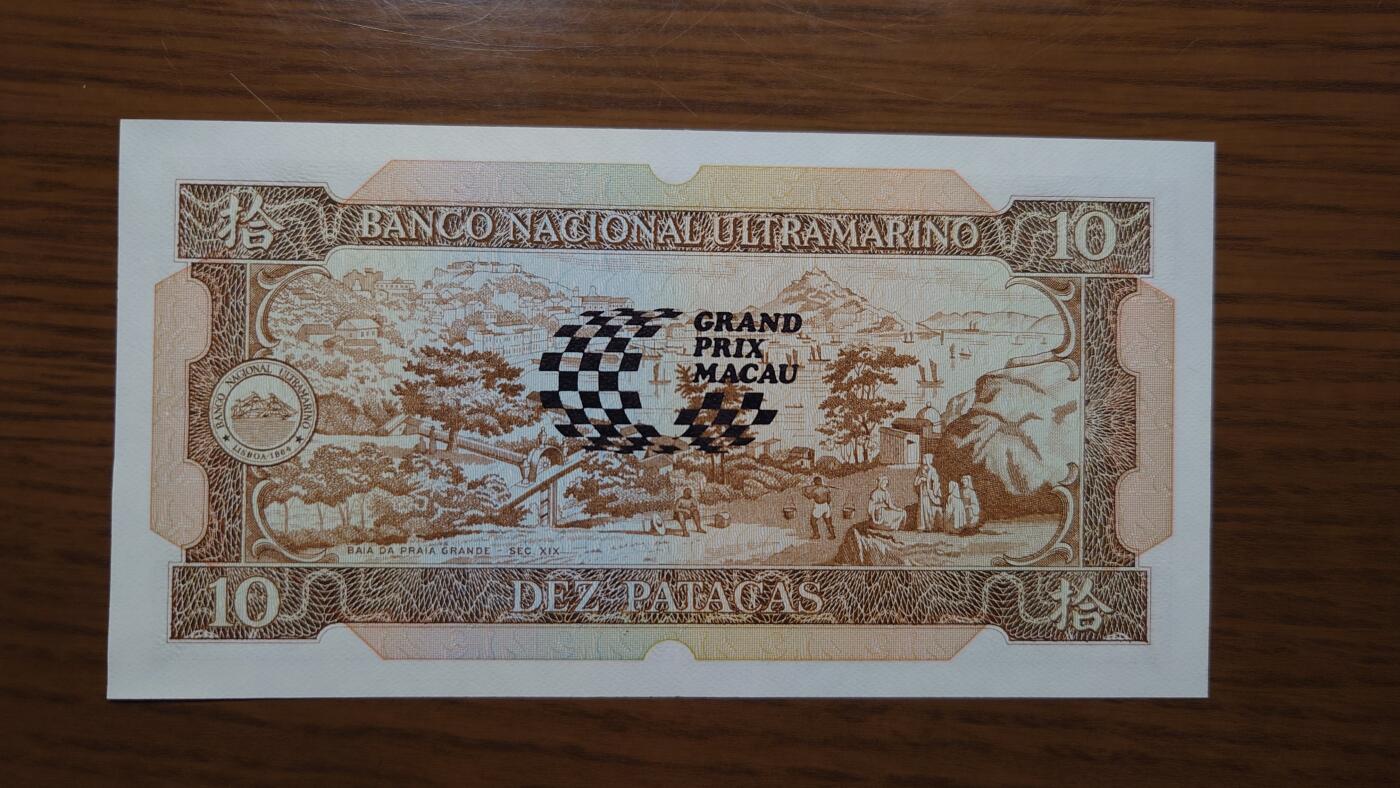 拾
BANCO NACIONAL ULTRAMARINO
10
GRAND
PRIX
MACAU
BANCO NACIONAL ULTRAMARINO
LISBOA 1864
BAIA DA PRAIA GRANDE - SEC XIX
10
DEZ PATACAS
拾